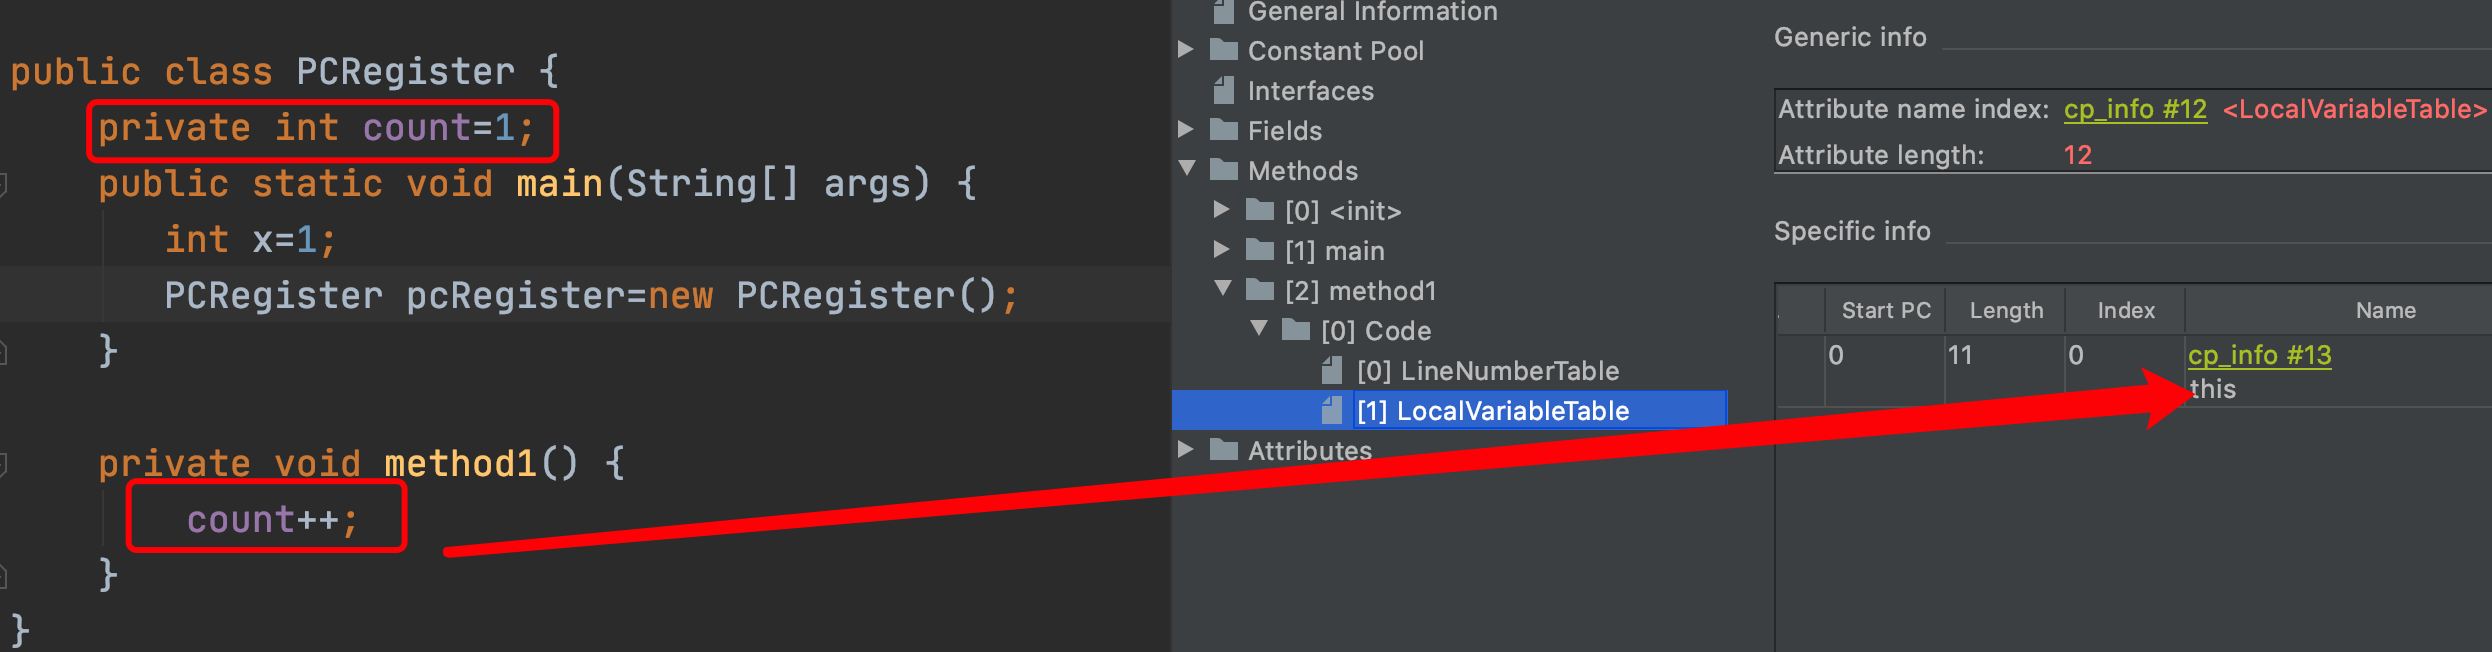 public class PCRegister {
private int count=1;
public static void main(String[] args) {
int x=1;
PCRegister pcRegister=new PCRegister();
}
private void method1() {
count++;
}
}
General Information
Constant Pool
Interfaces
Fields
Methods
[0] <init>
[1] main
[2] method1
[0] Code
[0] LineNumberTable
[1] LocalVariableTable
Attributes
Generic info
Attribute name index: cp_info #12 <LocalVariableTable>
Attribute length: 12
Specific info
Start PC Length Index Name
0 11 0 cp_info #13
this